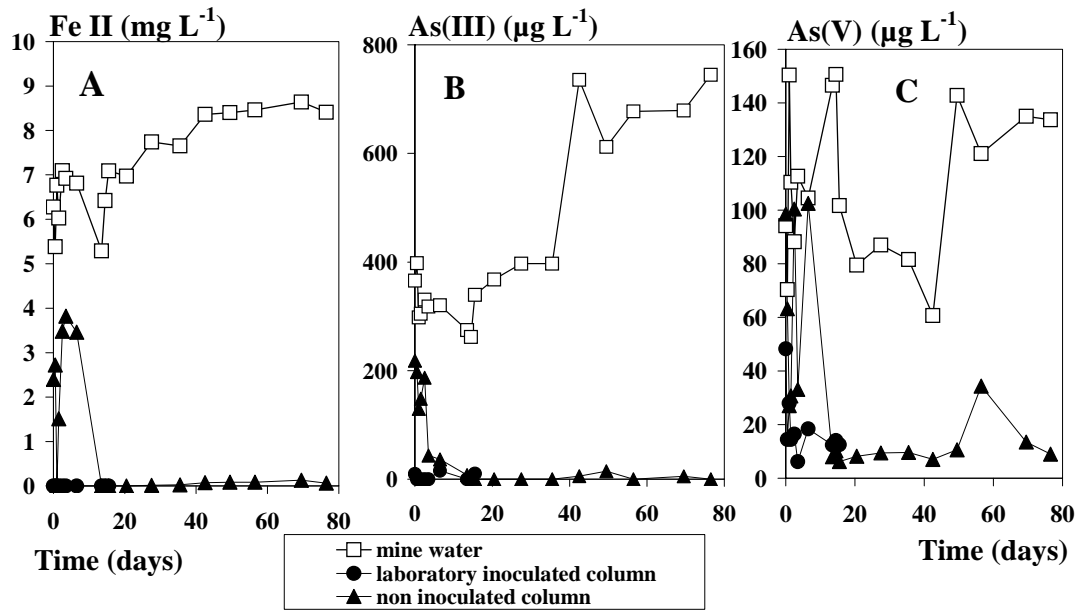 Fe II (mg L-1)
As(III) (µg L-1)
As(V) (µg L-1)
A
B
C
10
9
8
7
6
5
4
3
2
1
0
800
600
400
200
0
160
140
120
100
80
60
40
20
0
0 20 40 60 80
0 20 40 60 80
0 20 40 60 80
Time (days)
Time (days)
mine water
laboratory inoculated column
non inoculated column